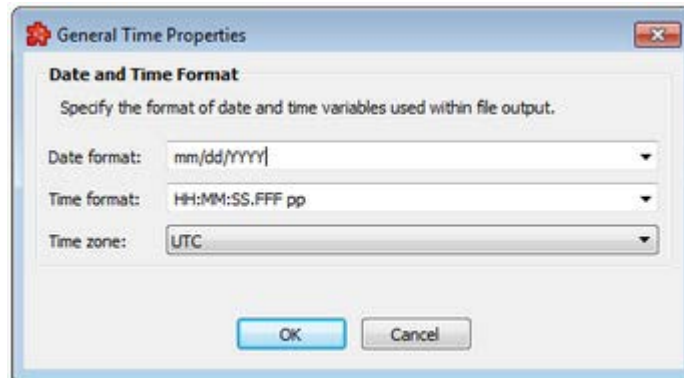 General Time Properties
Date and Time Format
Specify the format of date and time variables used within file output.
Date format: mm/dd/YYYY
Time format: HH:MM:SS.FFF pp
Time zone: UTC
OK Cancel